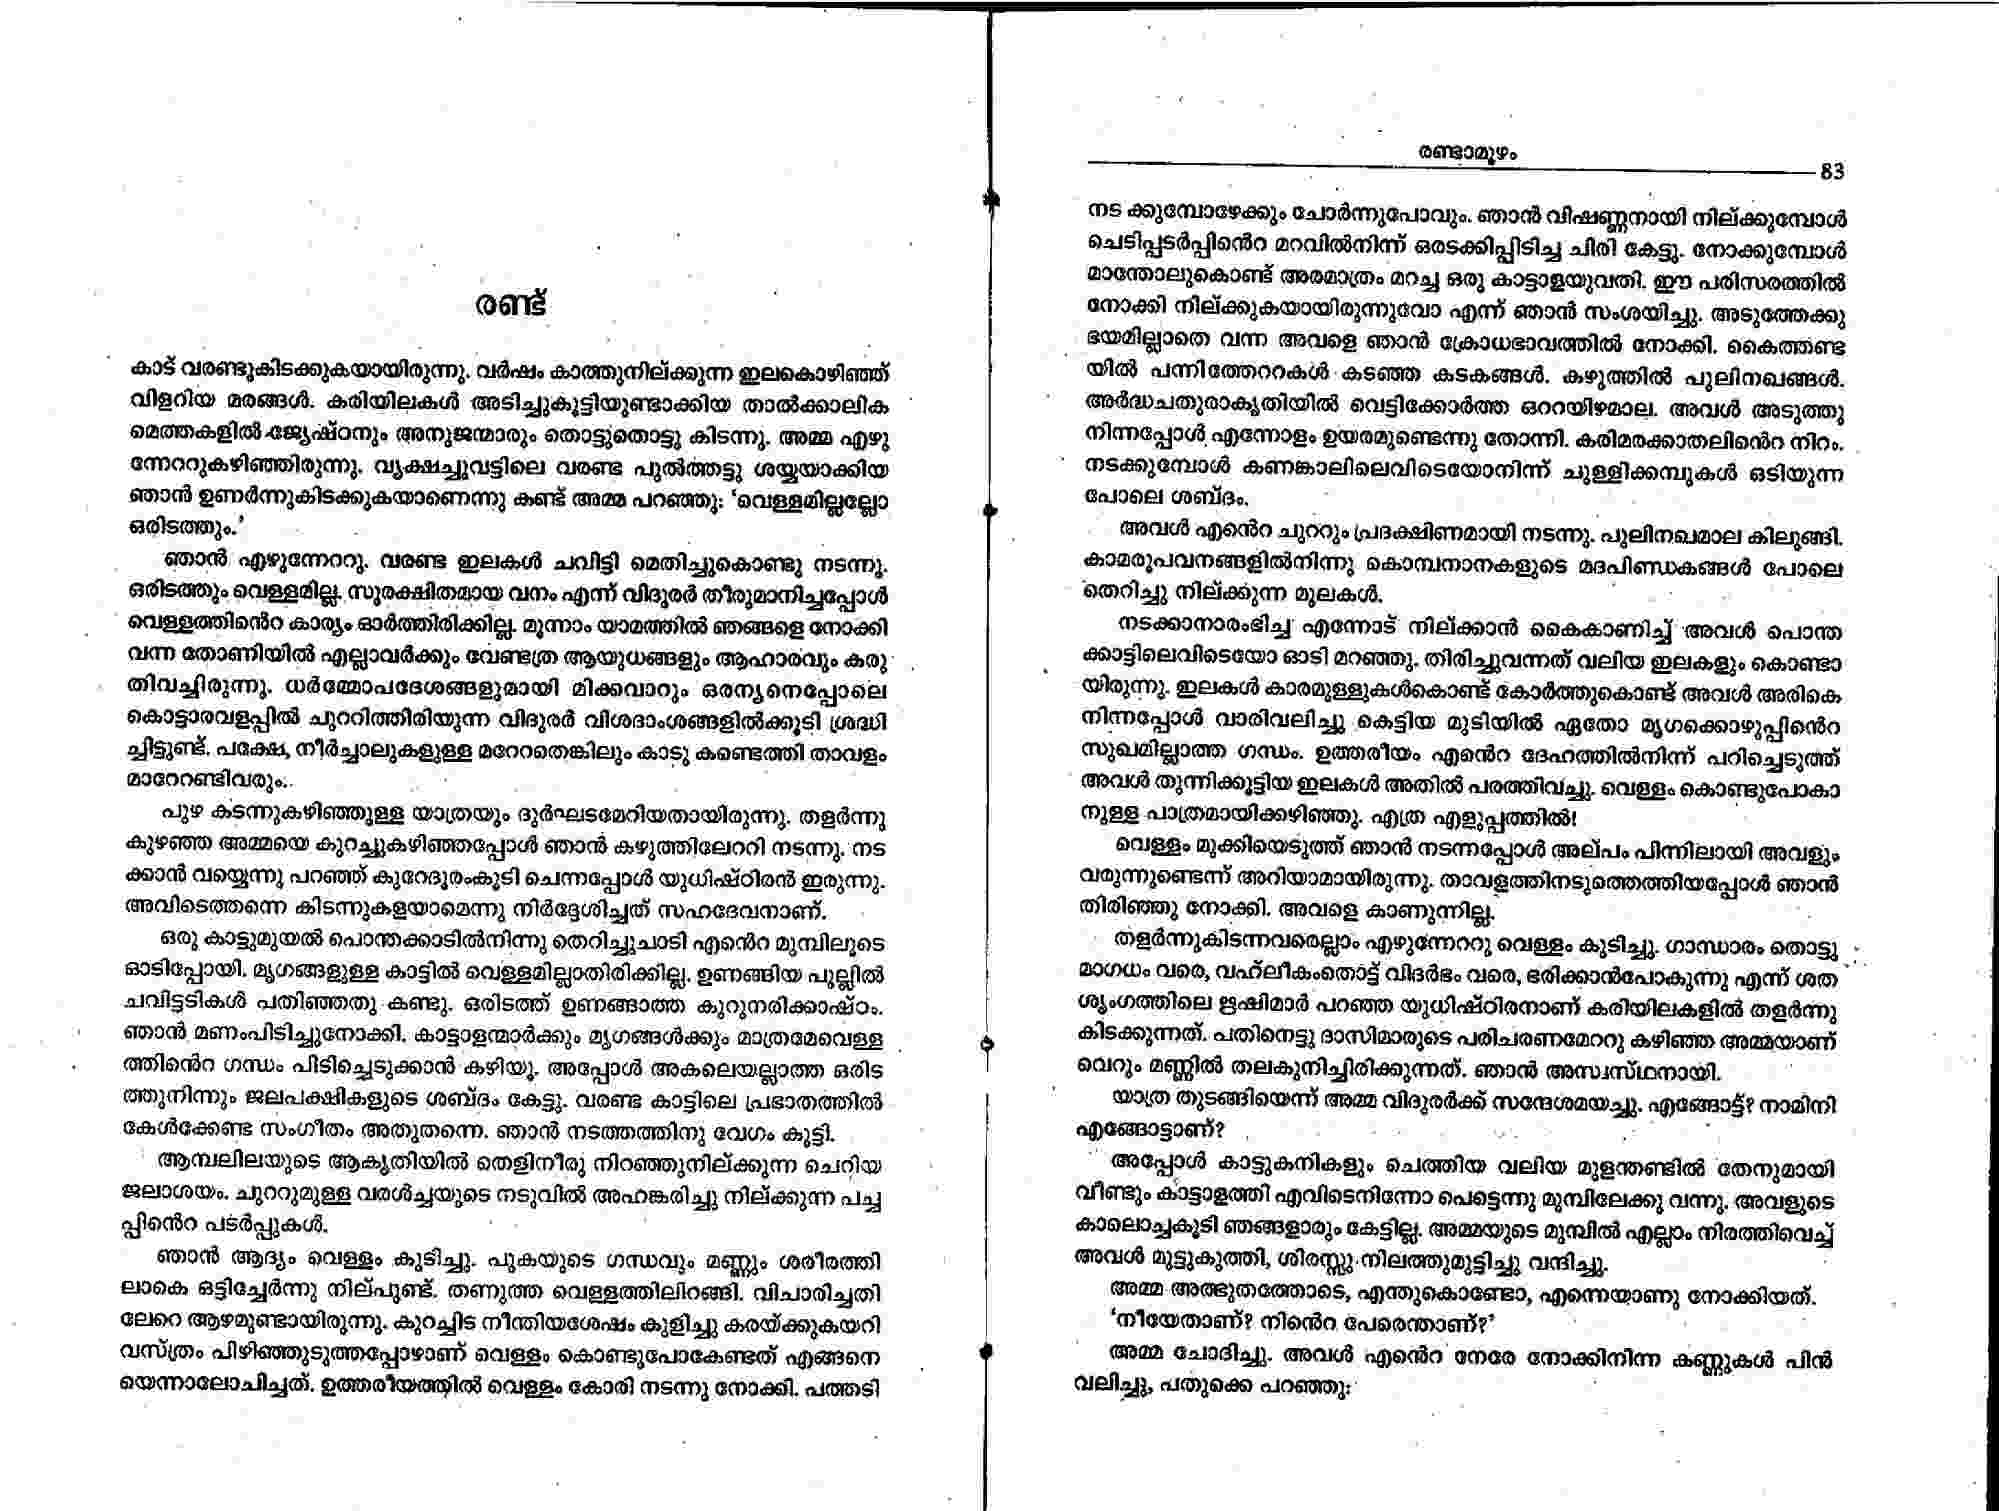 രണ്ട്
കാട് വരണ്ടുകിടക്കുകയായിരുന്നു. വർഷം കാത്തുനില്ക്കുന്ന ഇലകൊഴിഞ്ഞ്
വിളറിയ മരങ്ങൾ. കരിയിലകൾ അടിച്ചുകൂട്ടിയുണ്ടാക്കിയ താൽക്കാലിക
മെത്തകളിൽ ജ്യേഷ്ഠനും അനുജന്മാരും തൊട്ടുതൊട്ടു കിടന്നു. അമ്മ എഴു
ന്നേററുകഴിഞ്ഞിരുന്നു. വൃക്ഷച്ചുവട്ടിലെ വരണ്ട പുൽത്തട്ടു ശയ്യയാക്കിയ
ഞാൻ ഉണർന്നുകിടക്കുകയാണെന്നു കണ്ട് അമ്മ പറഞ്ഞു: ‘വെള്ളമില്ലല്ലോ
ഒരിടത്തും.’
ഞാൻ എഴുന്നേററു. വരണ്ട ഇലകൾ ചവിട്ടി മെതിച്ചുകൊണ്ടു നടന്നു.
ഒരിടത്തും വെള്ളമില്ല. സുരക്ഷിതമായ വനം എന്ന് വിദുരർ തീരുമാനിച്ചപ്പോൾ
വെള്ളത്തിൻെറ കാര്യം ഓർത്തിരിക്കില്ല. മൂന്നാം യാമത്തിൽ ഞങ്ങളെ നോക്കി
വന്ന തോണിയിൽ എല്ലാവർക്കും വേണ്ടത്ര ആയുധങ്ങളും ആഹാരവും കരു
തിവച്ചിരുന്നു. ധർമ്മോപദേശങ്ങളുമായി മിക്കവാറും ഒരന്യനെപ്പോലെ
കൊട്ടാരവളപ്പിൽ ചുററിത്തിരിയുന്ന വിദുരർ വിശദാംശങ്ങളിൽക്കൂടി ശ്രദ്ധി
ച്ചിട്ടുണ്ട്. പക്ഷേ, നീർച്ചാലുകളുള്ള മറേറതെങ്കിലും കാടു കണ്ടെത്തി താവളം
മാറേറണ്ടിവരും.
പുഴ കടന്നുകഴിഞ്ഞുള്ള യാത്രയും ദുർഘടമേറിയതായിരുന്നു. തളർന്നു
കുഴഞ്ഞ അമ്മയെ കുറച്ചുകഴിഞ്ഞപ്പോൾ ഞാൻ കഴുത്തിലേററി നടന്നു. നട
ക്കാൻ വയ്യെന്നു പറഞ്ഞ് കുറേദൂരംകൂടി ചെന്നപ്പോൾ യുധിഷ്ഠിരൻ ഇരുന്നു.
അവിടെത്തന്നെ കിടന്നുകളയാമെന്നു നിർദ്ദേശിച്ചത് സഹദേവനാണ്.
ഒരു കാട്ടുമുയൽ പൊന്തക്കാടിൽനിന്നു തെറിച്ചുചാടി എൻെറ മുമ്പിലൂടെ
ഓടിപ്പോയി. മൃഗങ്ങളുള്ള കാട്ടിൽ വെള്ളമില്ലാതിരിക്കില്ല. ഉണങ്ങിയ പുല്ലിൽ
ചവിട്ടടികൾ പതിഞ്ഞതു കണ്ടു. ഒരിടത്ത് ഉണങ്ങാത്ത കുറുനരിക്കാഷ്ഠം.
ഞാൻ മണംപിടിച്ചുനോക്കി. കാട്ടാളന്മാർക്കും മൃഗങ്ങൾക്കും മാത്രമേവെള്ള
ത്തിൻെറ ഗന്ധം പിടിച്ചെടുക്കാൻ കഴിയൂ. അപ്പോൾ അകലെയല്ലാത്ത ഒരിട
ത്തുനിന്നും ജലപക്ഷികളുടെ ശബ്ദം കേട്ടു. വരണ്ട കാട്ടിലെ പ്രഭാതത്തിൽ
കേൾക്കേണ്ട സംഗീതം അതുതന്നെ. ഞാൻ നടത്തത്തിനു വേഗം കൂട്ടി.
ആമ്പലിലയുടെ ആകൃതിയിൽ തെളിനീരു നിറഞ്ഞുനില്ക്കുന്ന ചെറിയ
ജലാശയം. ചുററുമുള്ള വരൾച്ചയുടെ നടുവിൽ അഹങ്കരിച്ചു നില്ക്കുന്ന പച്ച
പ്പിൻെറ പടർപ്പുകൾ.
ഞാൻ ആദ്യം വെള്ളം കുടിച്ചു. പുകയുടെ ഗന്ധവും മണ്ണും ശരീരത്തി
ലാകെ ഒട്ടിച്ചേർന്നു നില്പുണ്ട്. തണുത്ത വെള്ളത്തിലിറങ്ങി. വിചാരിച്ചതി
ലേറെ ആഴമുണ്ടായിരുന്നു. കുറച്ചിട നീന്തിയശേഷം കുളിച്ചു കരയ്ക്കുകയറി
വസ്ത്രം പിഴിഞ്ഞുടുത്തപ്പോഴാണ് വെള്ളം കൊണ്ടുപോകേണ്ടത് എങ്ങനെ
യെന്നാലോചിച്ചത്. ഉത്തരീയത്തിൽ വെള്ളം കോരി നടന്നു നോക്കി. പത്തടി
രണ്ടാമൂഴം
83
നട ക്കുമ്പോഴേക്കും ചോർന്നുപോവും. ഞാൻ വിഷണ്ണനായി നില്ക്കുമ്പോൾ
ചെടിപ്പടർപ്പിൻെറ മറവിൽനിന്ന് ഒരടക്കിപ്പിടിച്ച ചിരി കേട്ടു. നോക്കുമ്പോൾ
മാന്തോലുകൊണ്ട് അരമാത്രം മറച്ച ഒരു കാട്ടാളയുവതി. ഈ പരിസരത്തിൽ
നോക്കി നില്ക്കുകയായിരുന്നുവോ എന്ന് ഞാൻ സംശയിച്ചു. അടുത്തേക്കു
ഭയമില്ലാതെ വന്ന അവളെ ഞാൻ ക്രോധഭാവത്തിൽ നോക്കി. കൈത്തണ്ട
യിൽ പന്നിത്തേററകൾ കടഞ്ഞ കടകങ്ങൾ. കഴുത്തിൽ പുലിനഖങ്ങൾ.
അർദ്ധചതുരാകൃതിയിൽ വെട്ടിക്കോർത്ത ഒററയിഴമാല. അവൾ അടുത്തു
നിന്നപ്പോൾ എന്നോളം ഉയരമുണ്ടെന്നു തോന്നി. കരിമരക്കാതലിൻെറ നിറം.
നടക്കുമ്പോൾ കണങ്കാലിലെവിടെയോനിന്ന് ചുള്ളിക്കമ്പുകൾ ഒടിയുന്ന
പോലെ ശബ്ദം.
അവൾ എൻെറ ചുററും പ്രദക്ഷിണമായി നടന്നു. പുലിനഖമാല കിലുങ്ങി.
കാമരൂപവനങ്ങളിൽനിന്നു കൊമ്പനാനകളുടെ മദപിണ്ഡകങ്ങൾ പോലെ
തെറിച്ചു നില്ക്കുന്ന മുലകൾ.
നടക്കാനാരംഭിച്ച എന്നോട് നില്ക്കാൻ കൈകാണിച്ച് അവൾ പൊന്ത
ക്കാട്ടിലെവിടെയോ ഓടി മറഞ്ഞു. തിരിച്ചുവന്നത് വലിയ ഇലകളും കൊണ്ടാ
യിരുന്നു. ഇലകൾ കാരമുള്ളുകൾകൊണ്ട് കോർത്തുകൊണ്ട് അവൾ അരികെ
നിന്നപ്പോൾ വാരിവലിച്ചു കെട്ടിയ മുടിയിൽ ഏതോ മൃഗക്കൊഴുപ്പിൻെറ
സുഖമില്ലാത്ത ഗന്ധം. ഉത്തരീയം എൻെറ ദേഹത്തിൽനിന്ന് പറിച്ചെടുത്ത്
അവൾ തുന്നിക്കൂട്ടിയ ഇലകൾ അതിൽ പരത്തിവച്ചു. വെള്ളം കൊണ്ടുപോകാ
നുള്ള പാത്രമായിക്കഴിഞ്ഞു. എത്ര എളുപ്പത്തിൽ!
വെള്ളം മുക്കിയെടുത്ത് ഞാൻ നടന്നപ്പോൾ അല്പം പിന്നിലായി അവളും
വരുന്നുണ്ടെന്ന് അറിയാമായിരുന്നു. താവളത്തിനടുത്തെത്തിയപ്പോൾ ഞാൻ
തിരിഞ്ഞു നോക്കി. അവളെ കാണുന്നില്ല.
തളർന്നുകിടന്നവരെല്ലാം എഴുന്നേററു വെള്ളം കുടിച്ചു. ഗാന്ധാരം തൊട്ടു
മാഗധം വരെ, വഹ്ലീകംതൊട്ട് വിദർഭം വരെ, ഭരിക്കാൻപോകുന്നു എന്ന് ശത
ശൃംഗത്തിലെ ഋഷിമാർ പറഞ്ഞ യുധിഷ്ഠിരനാണ് കരിയിലകളിൽ തളർന്നു
കിടക്കുന്നത്. പതിനെട്ടു ദാസിമാരുടെ പരിചരണമേററു കഴിഞ്ഞ അമ്മയാണ്
വെറും മണ്ണിൽ തലകുനിച്ചിരിക്കുന്നത്. ഞാൻ അസ്വസ്ഥനായി.
യാത്ര തുടങ്ങിയെന്ന് അമ്മ വിദുരർക്ക് സന്ദേശമയച്ചു. എങ്ങോട്ട്? നാമിനി
എങ്ങോട്ടാണ്?
അപ്പോൾ കാട്ടുകനികളും ചെത്തിയ വലിയ മുളന്തണ്ടിൽ തേനുമായി
വീണ്ടും കാട്ടാളത്തി എവിടെനിന്നോ പെട്ടെന്നു മുമ്പിലേക്കു വന്നു. അവളുടെ
കാലൊച്ചകൂടി ഞങ്ങളാരും കേട്ടില്ല. അമ്മയുടെ മുമ്പിൽ എല്ലാം നിരത്തിവെച്ച്
അവൾ മുട്ടുകുത്തി, ശിരസ്സു നിലത്തുമുട്ടിച്ചു വന്ദിച്ചു.
അമ്മ അത്ഭുതത്തോടെ, എന്തുകൊണ്ടോ, എന്നെയാണു നോക്കിയത്.
‘നീയേതാണ്? നിൻെറ പേരെന്താണ്?’
അമ്മ ചോദിച്ചു. അവൾ എൻെറ നേരേ നോക്കിനിന്ന കണ്ണുകൾ പിൻ
വലിച്ചു, പതുക്കെ പറഞ്ഞു: